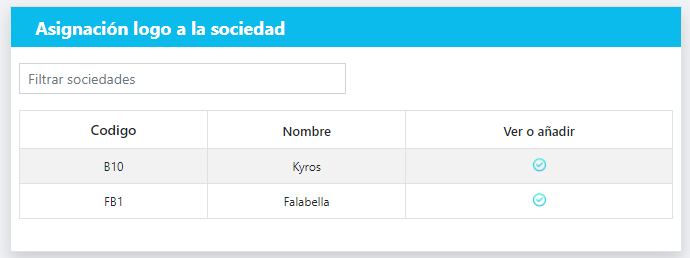 Asignación logo a la sociedad
Filtrar sociedades
Codigo Nombre Ver o añadir
B10 Kyros
FB1 Falabella